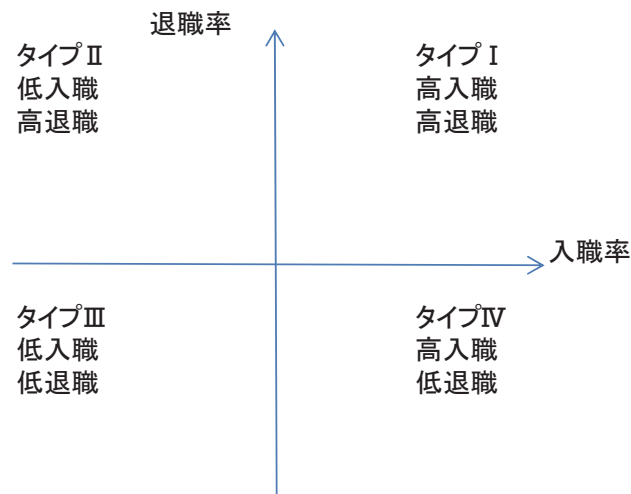 退職率
タイプⅡ
低入職
高退職
タイプⅠ
高入職
高退職
入職率
タイプⅢ
低入職
低退職
タイプⅣ
高入職
低退職